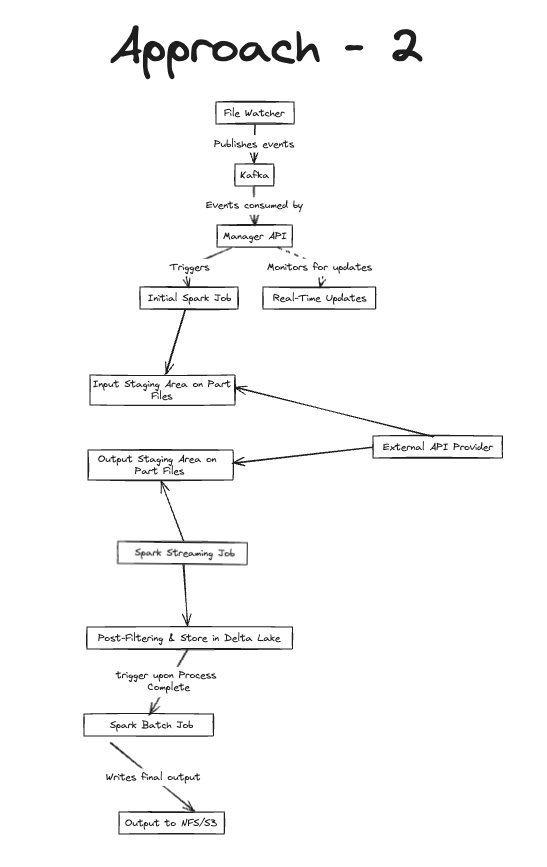 Approach - 2
File Watcher
Publishes events
Kafka
Events consumed by
Manager API
Triggers
Monitors for updates
Initial Spark Job
Real-Time Updates
Input Staging Area on Part
Files
External API Provider
Output Staging Area on
Part Files
Spark Streaming Job
Post-Filtering & Store in Delta Lake
trigger upon Process
Complete
Spark Batch Job
Writes final output
Output to NFS/S3